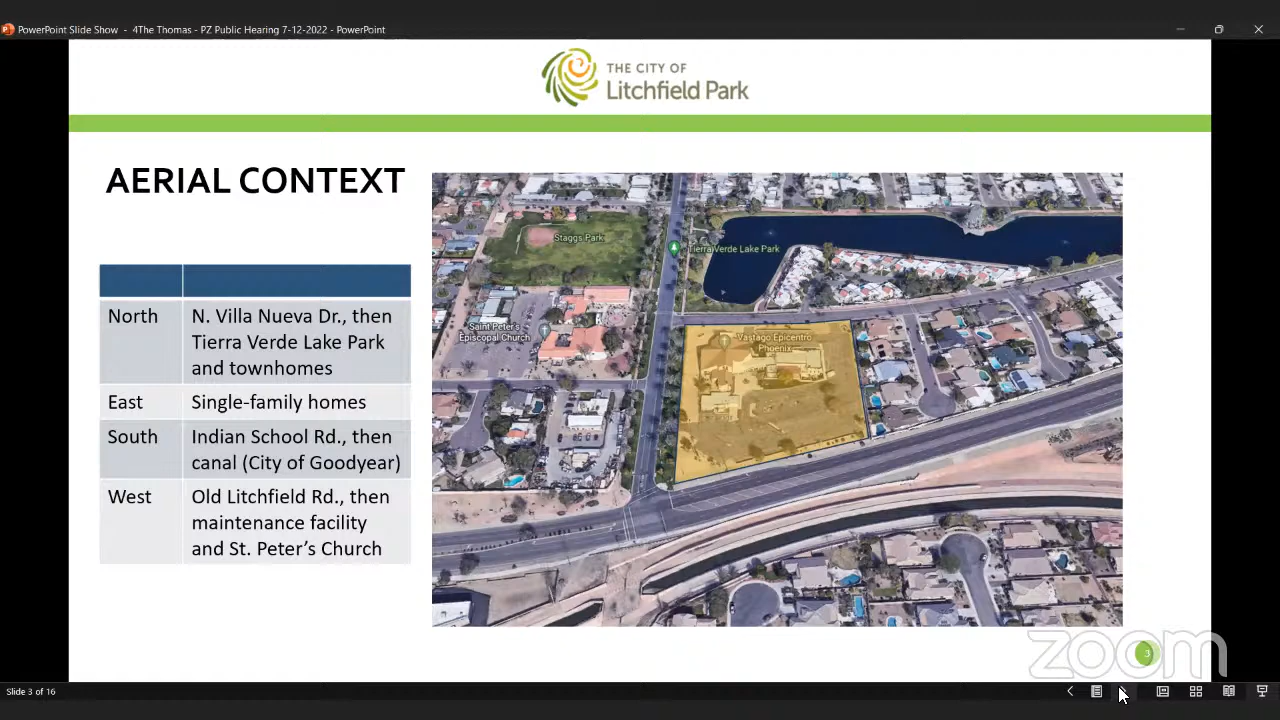 PowerPoint Slide Show - 4The Thomas - PZ Public Hearing 7-12-2022 - PowerPoint
THE CITY OF
Litchfield Park
AERIAL CONTEXT
North
N. Villa Nueva Dr., then
Tierra Verde Lake Park
and townhomes
East
Single-family homes
South
Indian School Rd., then
canal (City of Goodyear)
West
Old Litchfield Rd., then
maintenance facility
and St. Peter's Church
Staggs Park
Tierra Verde Lake Park
Saint Peter's
Episcopal Church
Vastago Epicentro
Phoenix
zoom
3
Slide 3 of 16